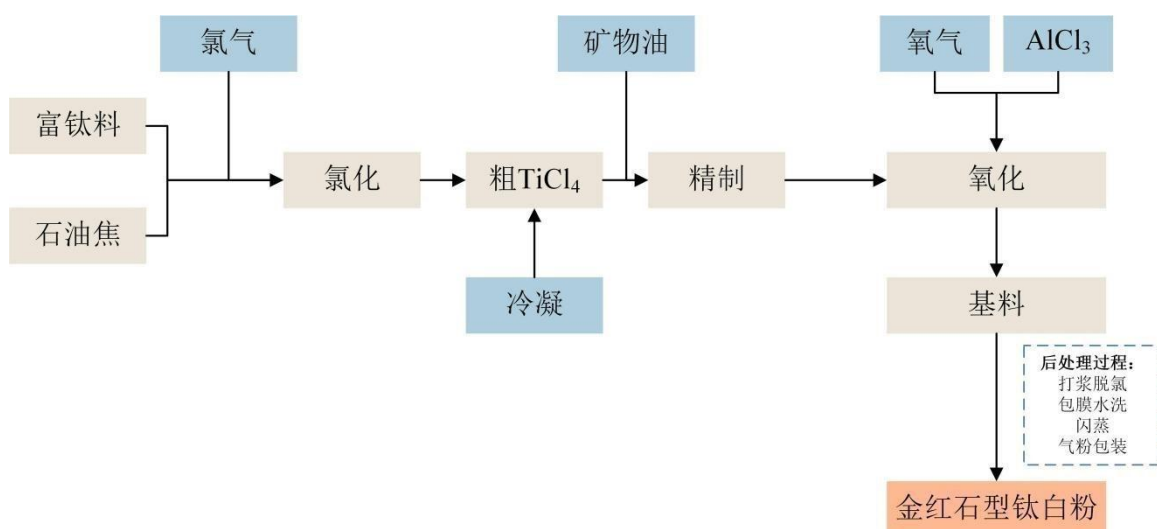 氯气
矿物油
氧气
AlCl₃
富钛料
石油焦
氯化
粗TiCl₄
精制
氧化
冷凝
基料
后处理过程：
打浆脱氯
包膜水洗
闪蒸
气粉包装
金红石型钛白粉